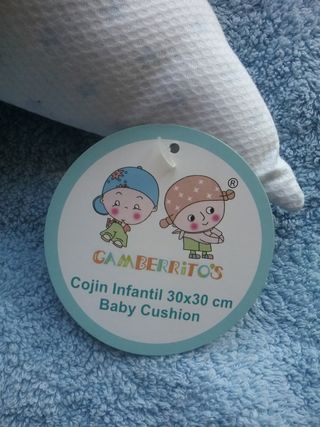 ®
GAMBERRiTO'S
Cojin Infantil 30x30 cm
Baby Cushion